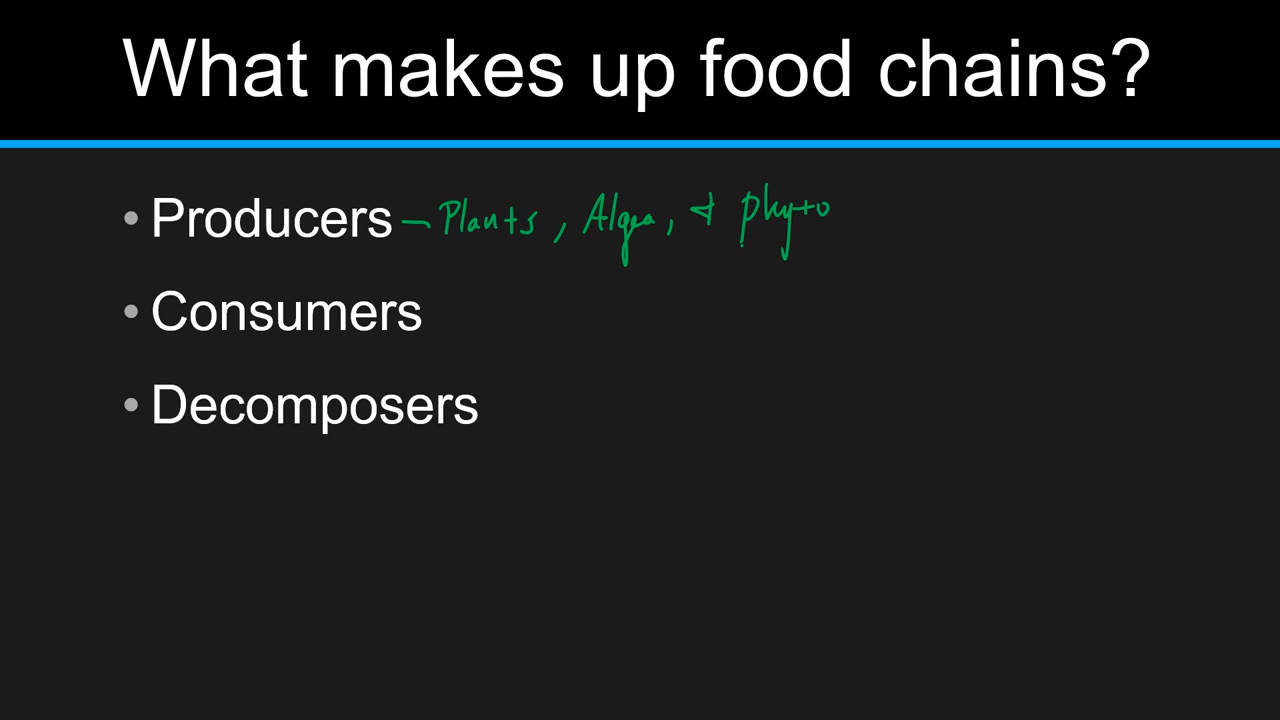 What makes up food chains?
• Producers - Plants, Algea, & phyto
• Consumers
• Decomposers